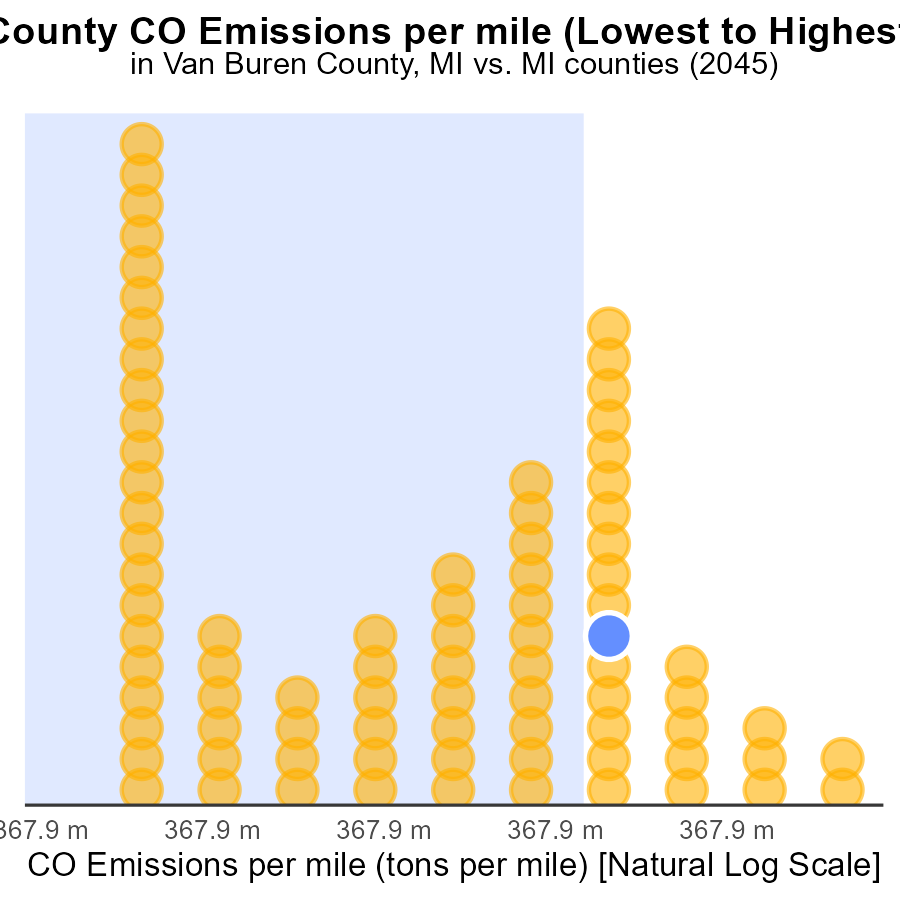 County CO Emissions per mile (Lowest to Highest
in Van Buren County, MI vs. MI counties (2045)
367.9 m 367.9 m 367.9 m 367.9 m 367.9 m
CO Emissions per mile (tons per mile) [Natural Log Scale]